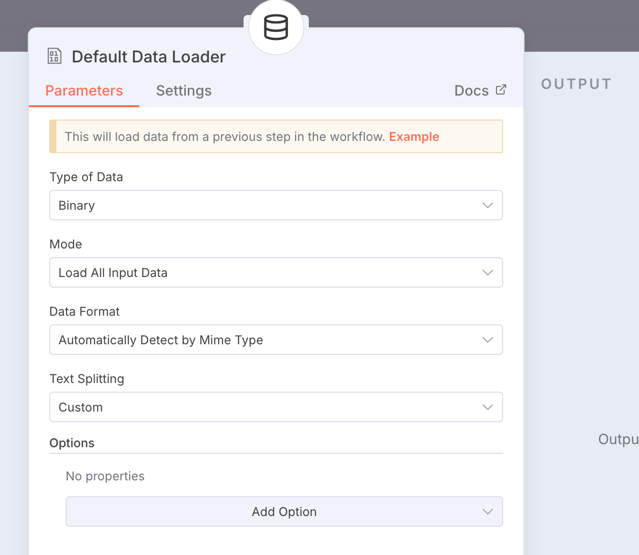 Default Data Loader
Parameters
Settings
Docs
OUTPUT
This will load data from a previous step in the workflow. Example
Type of Data
Binary
Mode
Load All Input Data
Data Format
Automatically Detect by Mime Type
Text Splitting
Custom
Outpu
Options
No properties
Add Option